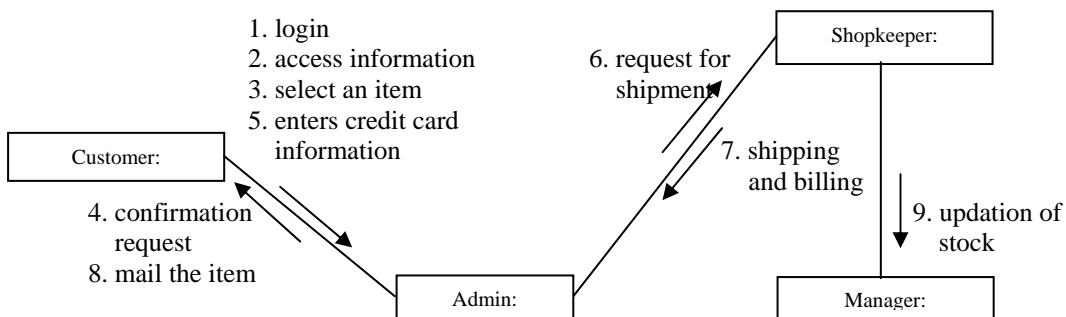 1. login
2. access information
3. select an item
5. enters credit card
information
Customer:
4. confirmation
request
8. mail the item
Admin:
6. request for
shipment
7. shipping
and billing
Shopkeeper:
9. updation of
stock
Manager: